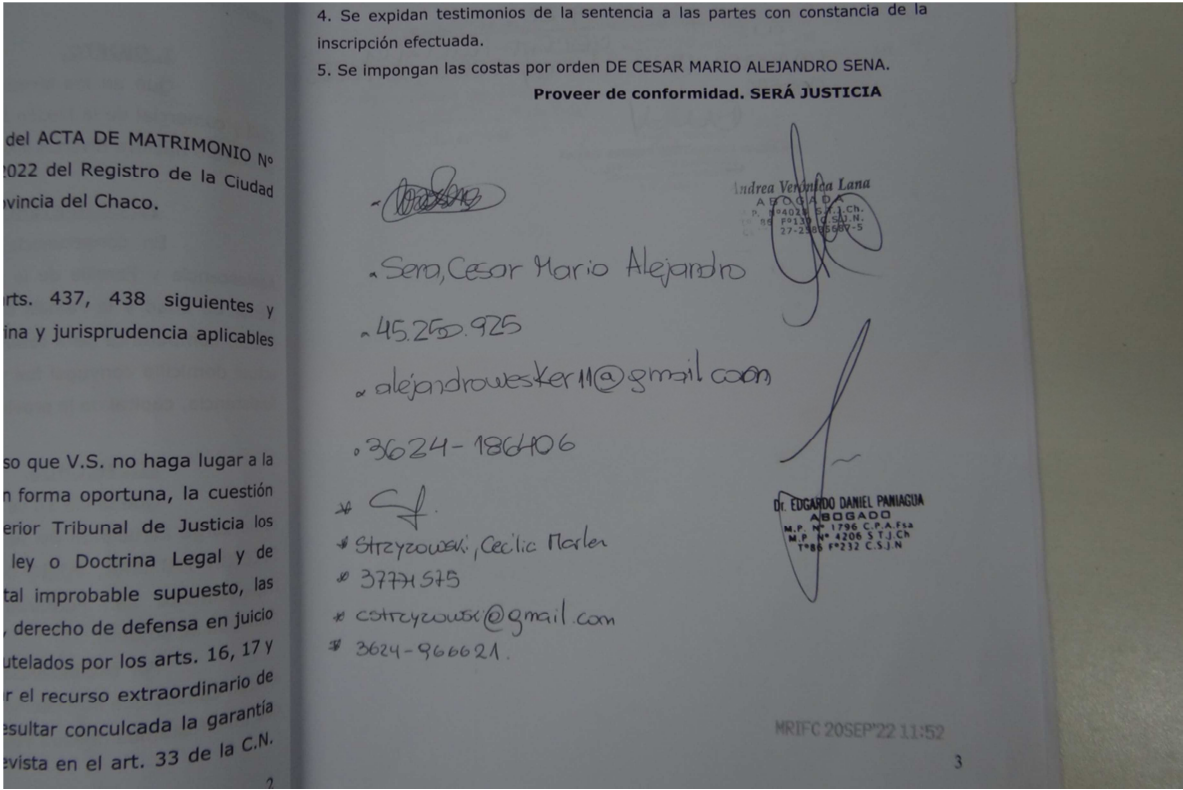 del ACTA DE MATRIMONIO Nº
2022 del Registro de la Ciudad
vincia del Chaco.
rts. 437, 438 siguientes y
ina y jurisprudencia aplicables
so que V.S. no haga lugar a la
n forma oportuna, la cuestión
erior Tribunal de Justicia los
ley o Doctrina Legal y de
tal improbable supuesto, las
, derecho de defensa en juicio
utelados por los arts. 16, 17 y
r el recurso extraordinario de
esultar conculcada la garantía
evista en el art. 33 de la C.N.
2
4. Se expidan testimonios de la sentencia a las partes con constancia de la
inscripción efectuada.
5. Se impongan las costas por orden DE CESAR MARIO ALEJANDRO SENA.
Proveer de conformidad. SERÁ JUSTICIA
Andrea Verónica Lana
ABOGADA
Sena, Cesar Mario Alejandro
45.250.925
alejandrowesker11@gmail.com
3624-186406
Dr. EDGARDO DANIEL PANIAGUA
ABOGADO
M.P. Nº 1796 C.P.A.Fsa
M.P. Nº 4206 S.T.J.Ch
Tº86 Fº232 C.S.J.N
Strzyzowski, Cecilia Marlen
cstrzyzowski@gmail.com
3624-966621.
MRIFC 20SEP'22 11:52
3